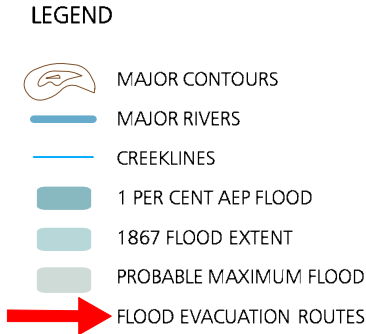 LEGEND
MAJOR CONTOURS
MAJOR RIVERS
CREEKLINES
1 PER CENT AEP FLOOD
1867 FLOOD EXTENT
PROBABLE MAXIMUM FLOOD
FLOOD EVACUATION ROUTES